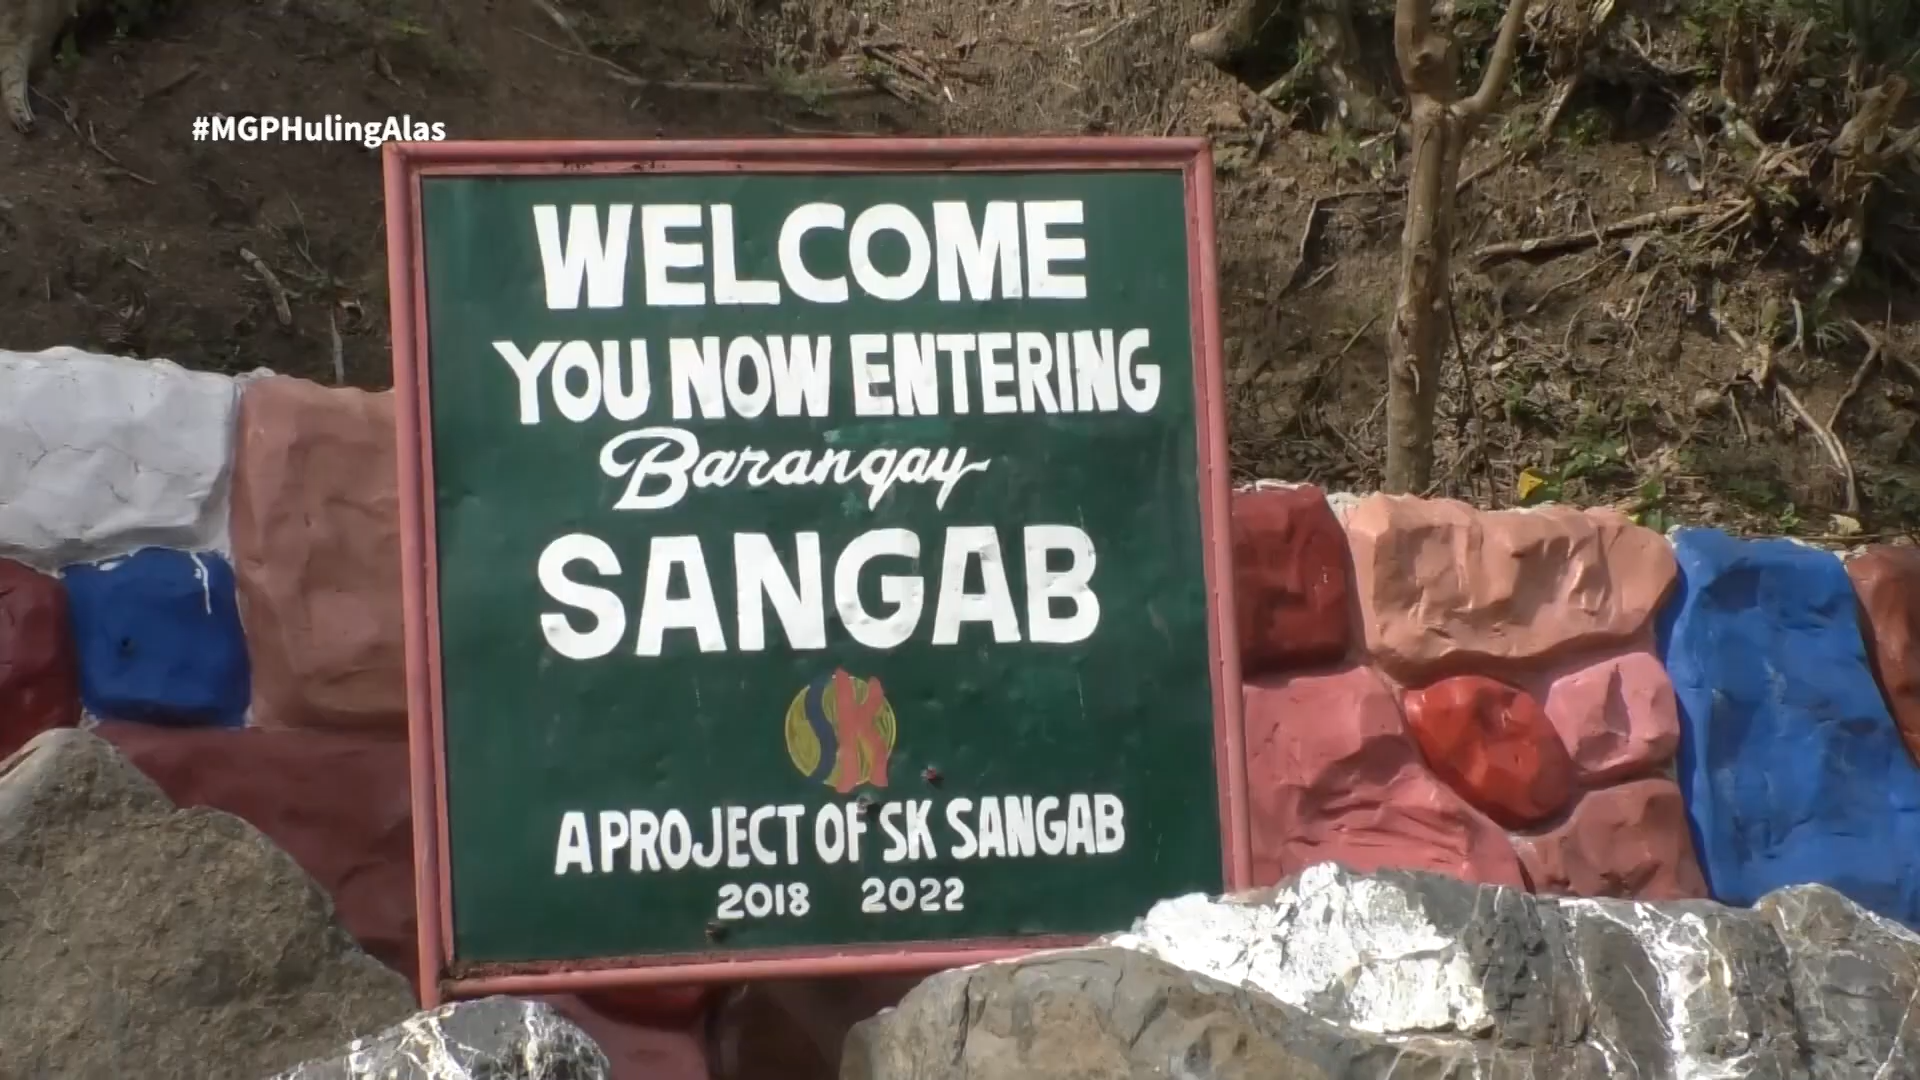 #MGPHulingAlas
WELCOME
YOU NOW ENTERING
Barangay
SANGAB
SK
A PROJECT OF SK SANGAB
2018 2022